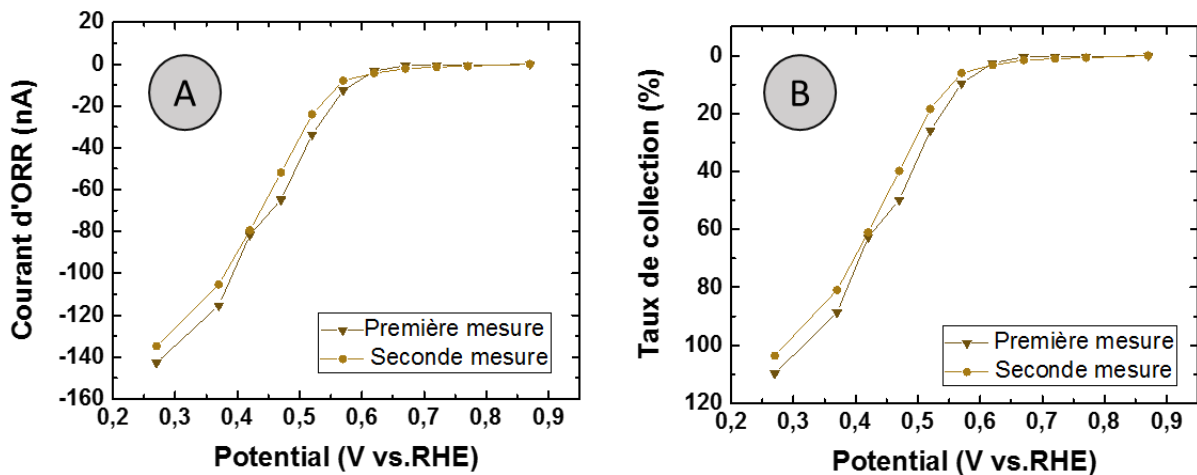 A
Courant d'ORR (nA)
20
0
-20
-40
-60
-80
-100
-120
-140
-160
0,2 0,3 0,4 0,5 0,6 0,7 0,8 0,9
Potential (V vs.RHE)
Première mesure
Seconde mesure
B
Taux de collection (%)
0
20
40
60
80
100
120
0,2 0,3 0,4 0,5 0,6 0,7 0,8 0,9
Potential (V vs.RHE)
Première mesure
Seconde mesure